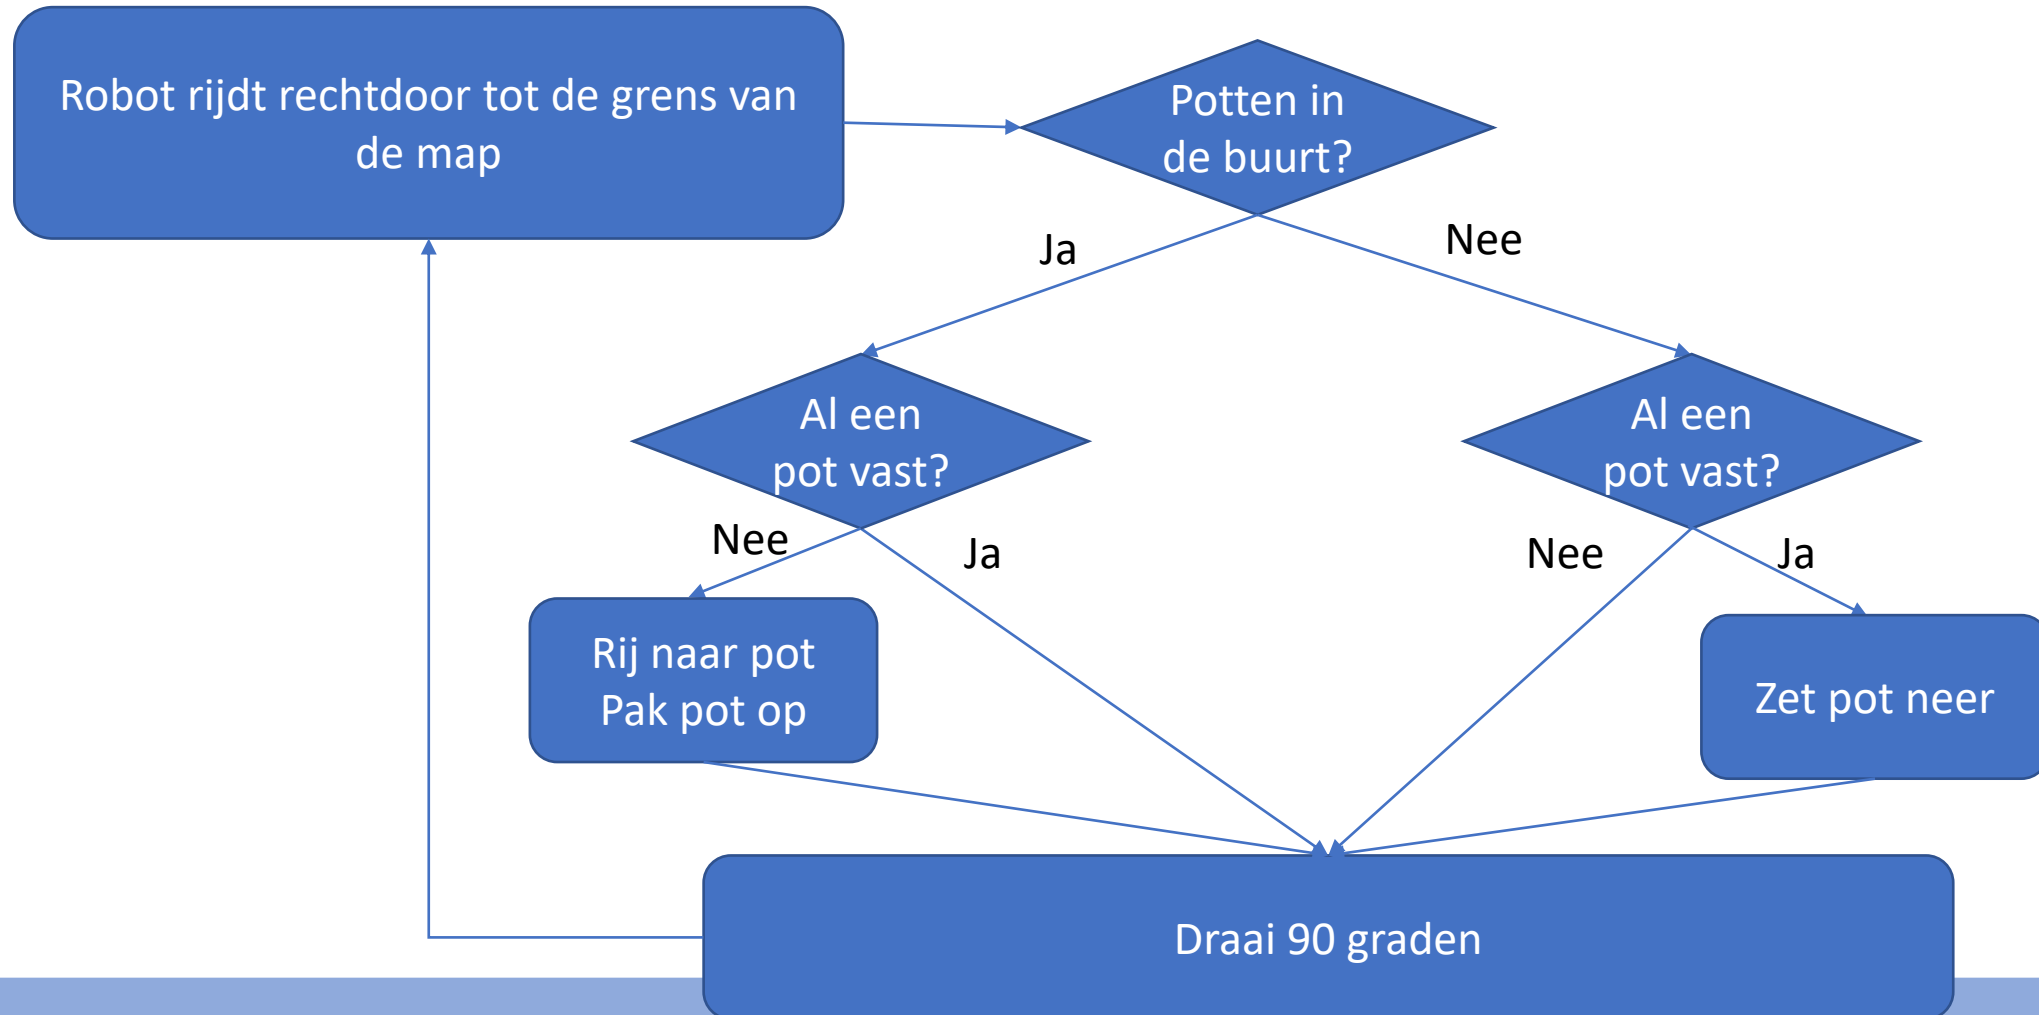 Robot rijdt rechtdoor tot de grens van
de map
Potten in
de buurt?
Ja
Nee
Al een
pot vast?
Al een
pot vast?
Nee
Ja
Nee
Ja
Rij naar pot
Pak pot op
Zet pot neer
Draai 90 graden